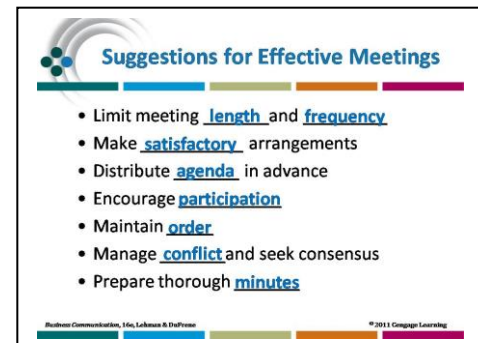 Suggestions for Effective Meetings
• Limit meeting length and frequency
• Make satisfactory arrangements
• Distribute agenda in advance
• Encourage participation
• Maintain order
• Manage conflict and seek consensus
• Prepare thorough minutes
Business Communication, 16e, Lehman & DuFrene ©2011 Cengage Learning